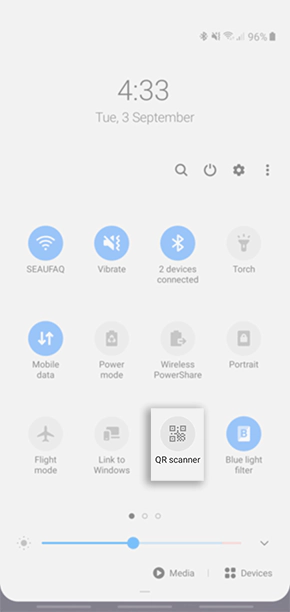 96%
4:33
Tue, 3 September
SEAUFAQ
Vibrate
2 devices
connected
Torch
Mobile
data
Power
mode
Wireless
PowerShare
Portrait
Flight
mode
Link to
Windows
QR scanner
Blue light
filter
Media
Devices